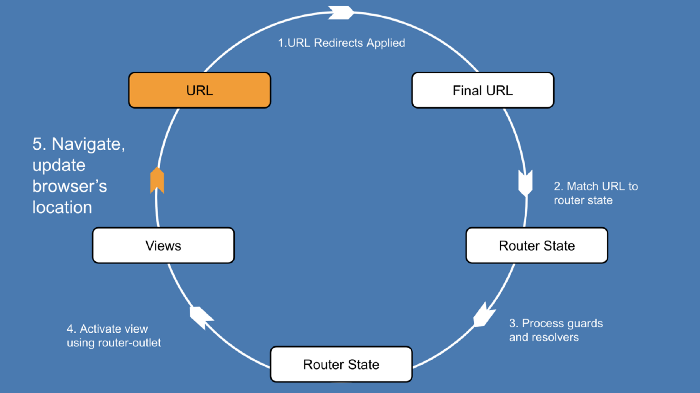 1.URL Redirects Applied
URL
Final URL
5. Navigate,
update
browser's
location
2. Match URL to
router state
Views
Router State
4. Activate view
using router-outlet
3. Process guards
and resolvers
Router State